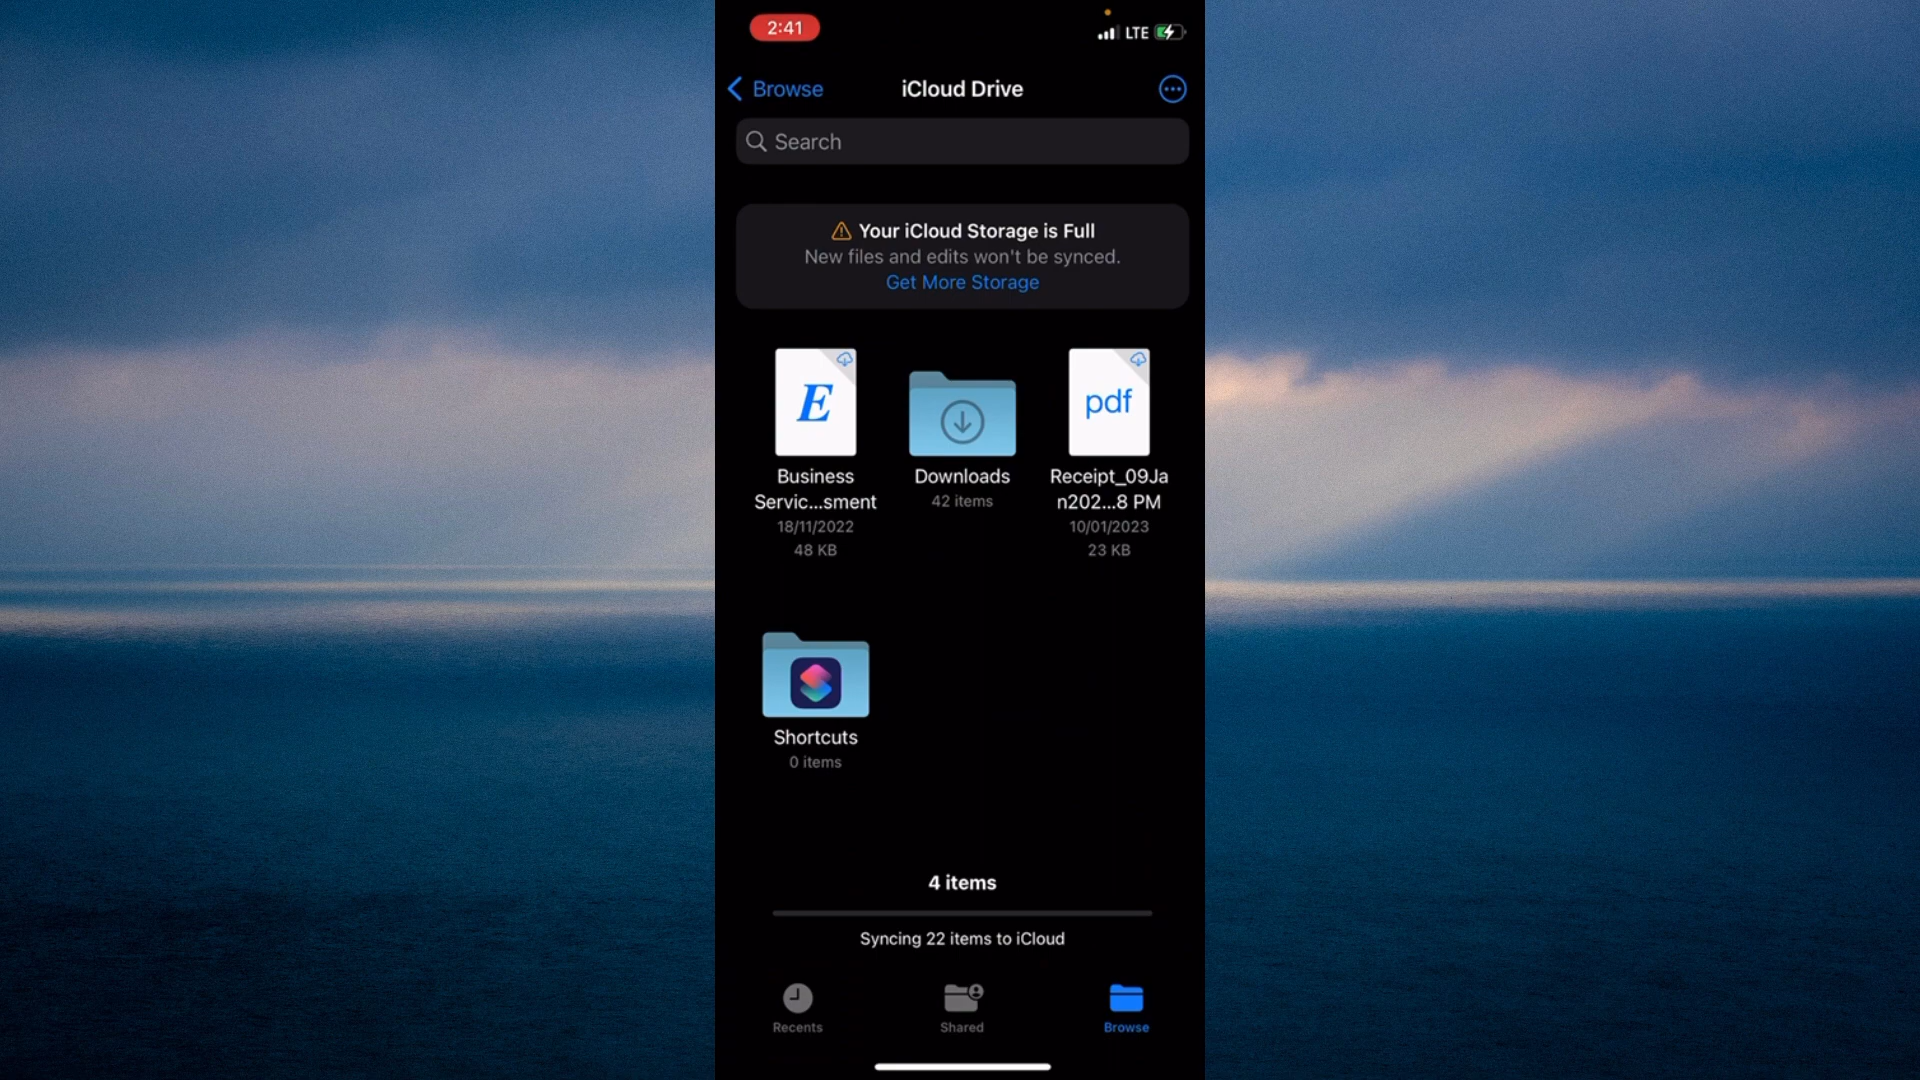 2:41
LTE
Browse
iCloud Drive
Search
Your iCloud Storage is Full
New files and edits won't be synced.
Get More Storage
E
pdf
Business
Servic...sment
18/11/2022
48 KB
Downloads
42 items
Receipt_09Ja
n202...8 PM
10/01/2023
23 KB
Shortcuts
0 items
4 items
Syncing 22 items to iCloud
Recents
Shared
Browse